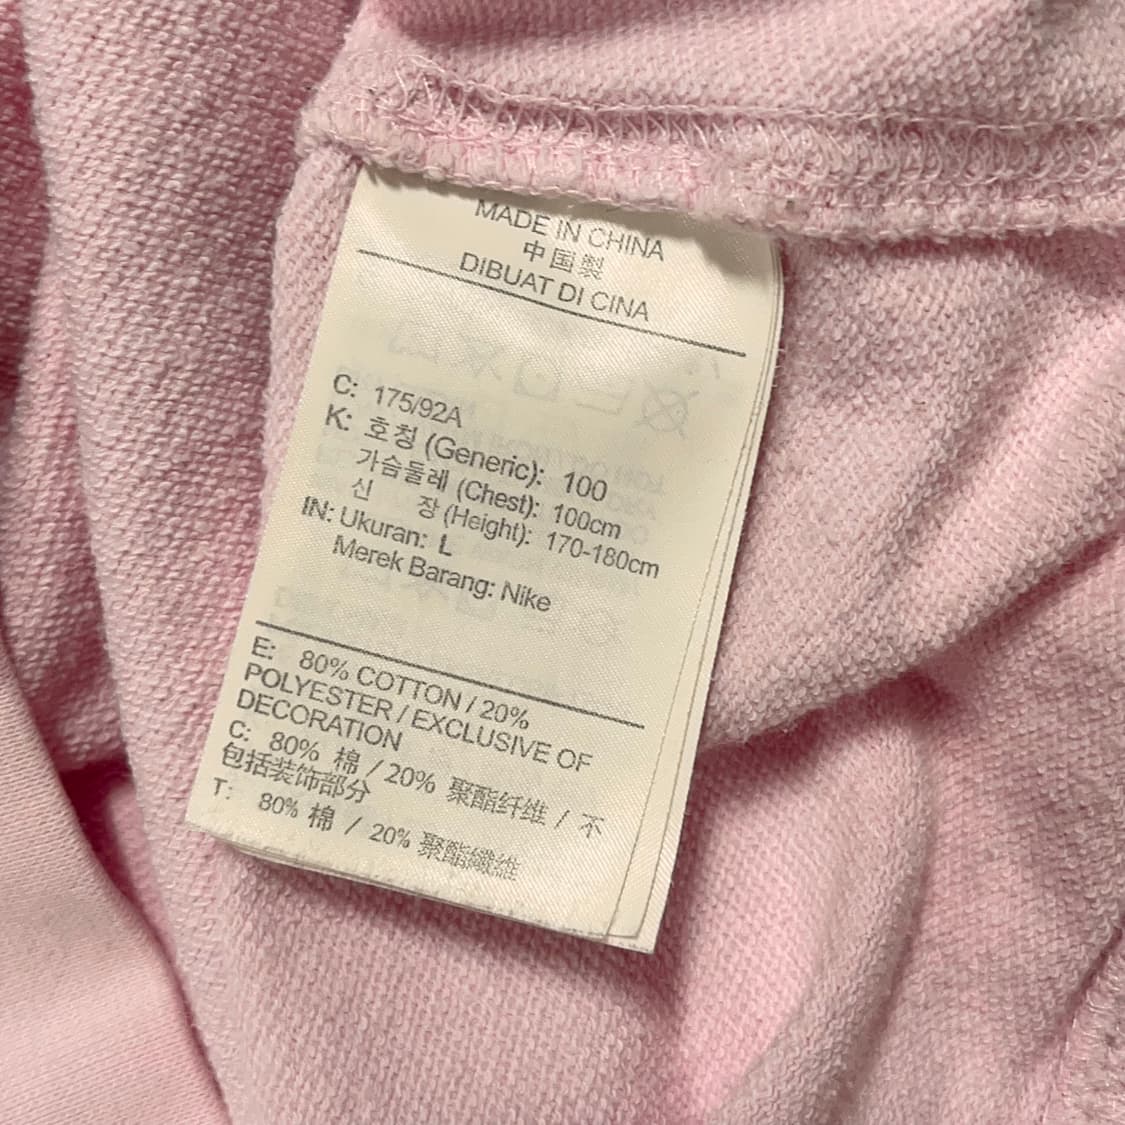 MADE IN CHINA
中国製
DIBUAT DI CINA
C: 175/92A
K: 호칭 (Generic): 100
가슴둘레 (Chest): 100cm
신 장 (Height): 170-180cm
IN: Ukuran: L
Merek Barang: Nike
E: 80% COTTON / 20%
POLYESTER / EXCLUSIVE OF
DECORATION
C: 80% 棉 / 20% 聚酯纤维 / 不
包括装饰部分
T: 80% 棉 / 20% 聚酯纖維